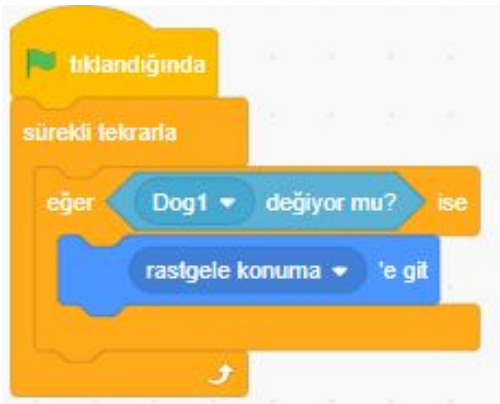 tıklandığında
sürekli tekrarla
eğer Dog1 değiyor mu? ise
rastgele konuma 'e git